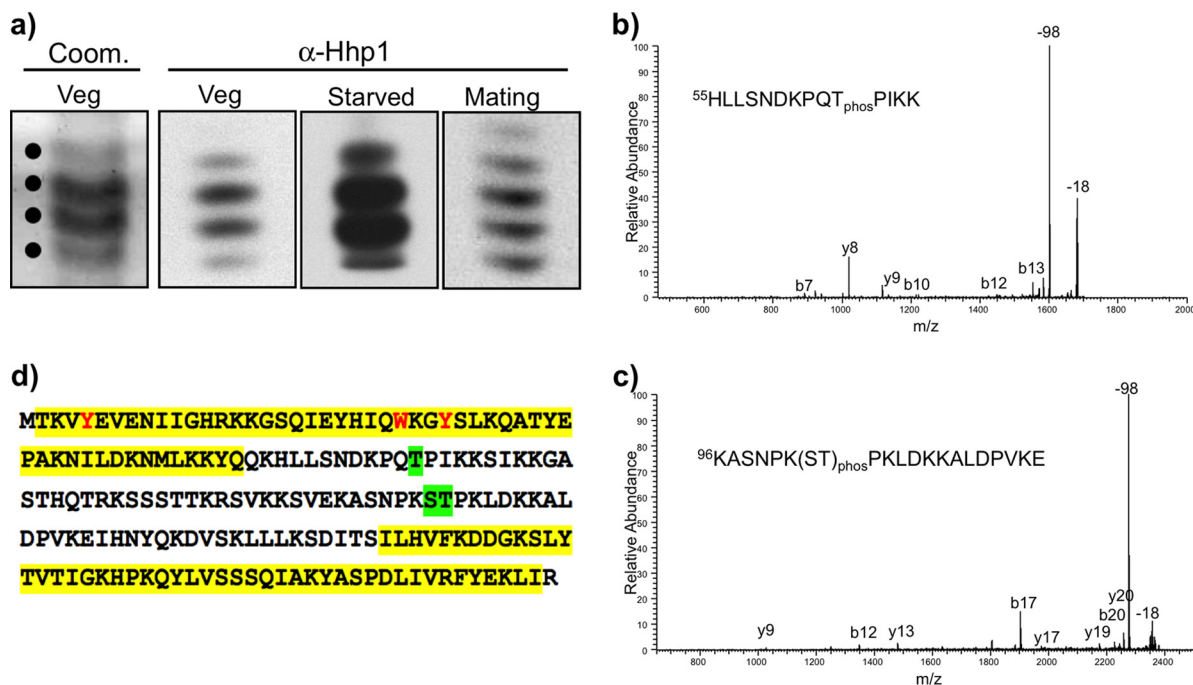 a)
Coom.
α-Hhp1
Veg
Veg
Starved
Mating
b)
-98
⁵⁵HLLSNDKPQT_phosPIKK
-18
y8
b7
y9
b10
b12
b13
Relative Abundance
100
90
80
70
60
50
40
30
20
10
0
600
800
1000
1200
1400
1600
1800
2000
m/z
d)
MTKVYEVENIIGHRKKGSQIEYHIQWKGYSLKQATYE
PAKNILDKNMLKKYQQKHLLSNDKPQTPIKKSIKKGA
STHQTRKSSSTTKRSVKKSVEKASNPKSTPKLDKKAL
DPVKEIHNYQKDVSKLLLKSDITSILHVFKDDGKSLY
TVTIGKHPKQYLVSSSQIAKYASPDLIVRFYEKLIR
c)
-98
⁹⁶KASNPK(ST)_phosPKLDKKALDPVKE
y9
b12
y13
b17
y17
y19
b20
y20
-18
Relative Abundance
100
90
80
70
60
50
40
30
20
10
0
800
1000
1200
1400
1600
1800
2000
2200
2400
m/z